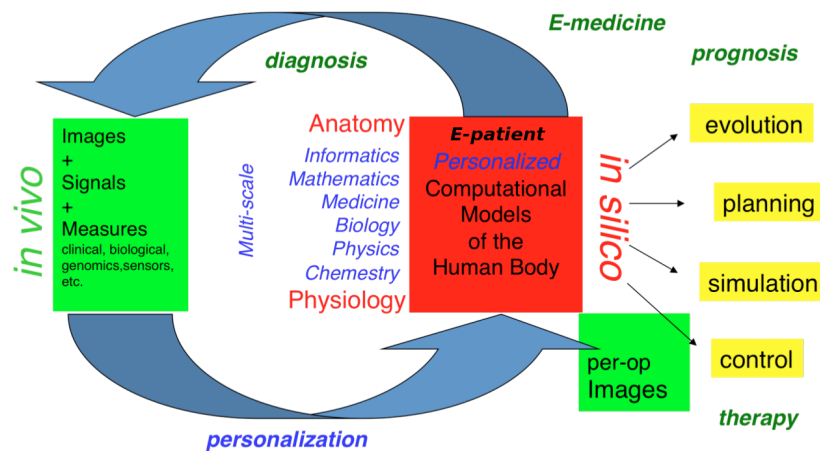 E-medicine
diagnosis
prognosis
in vivo
Images
+
Signals
+
Measures
clinical, biological,
genomics,sensors,
etc.
Multi-scale
Anatomy
Informatics
Mathematics
Medicine
Biology
Physics
Chemestry
Physiology
E-patient
Personalized
Computational
Models
of the
Human Body
in silico
evolution
planning
simulation
control
per-op
Images
therapy
personalization